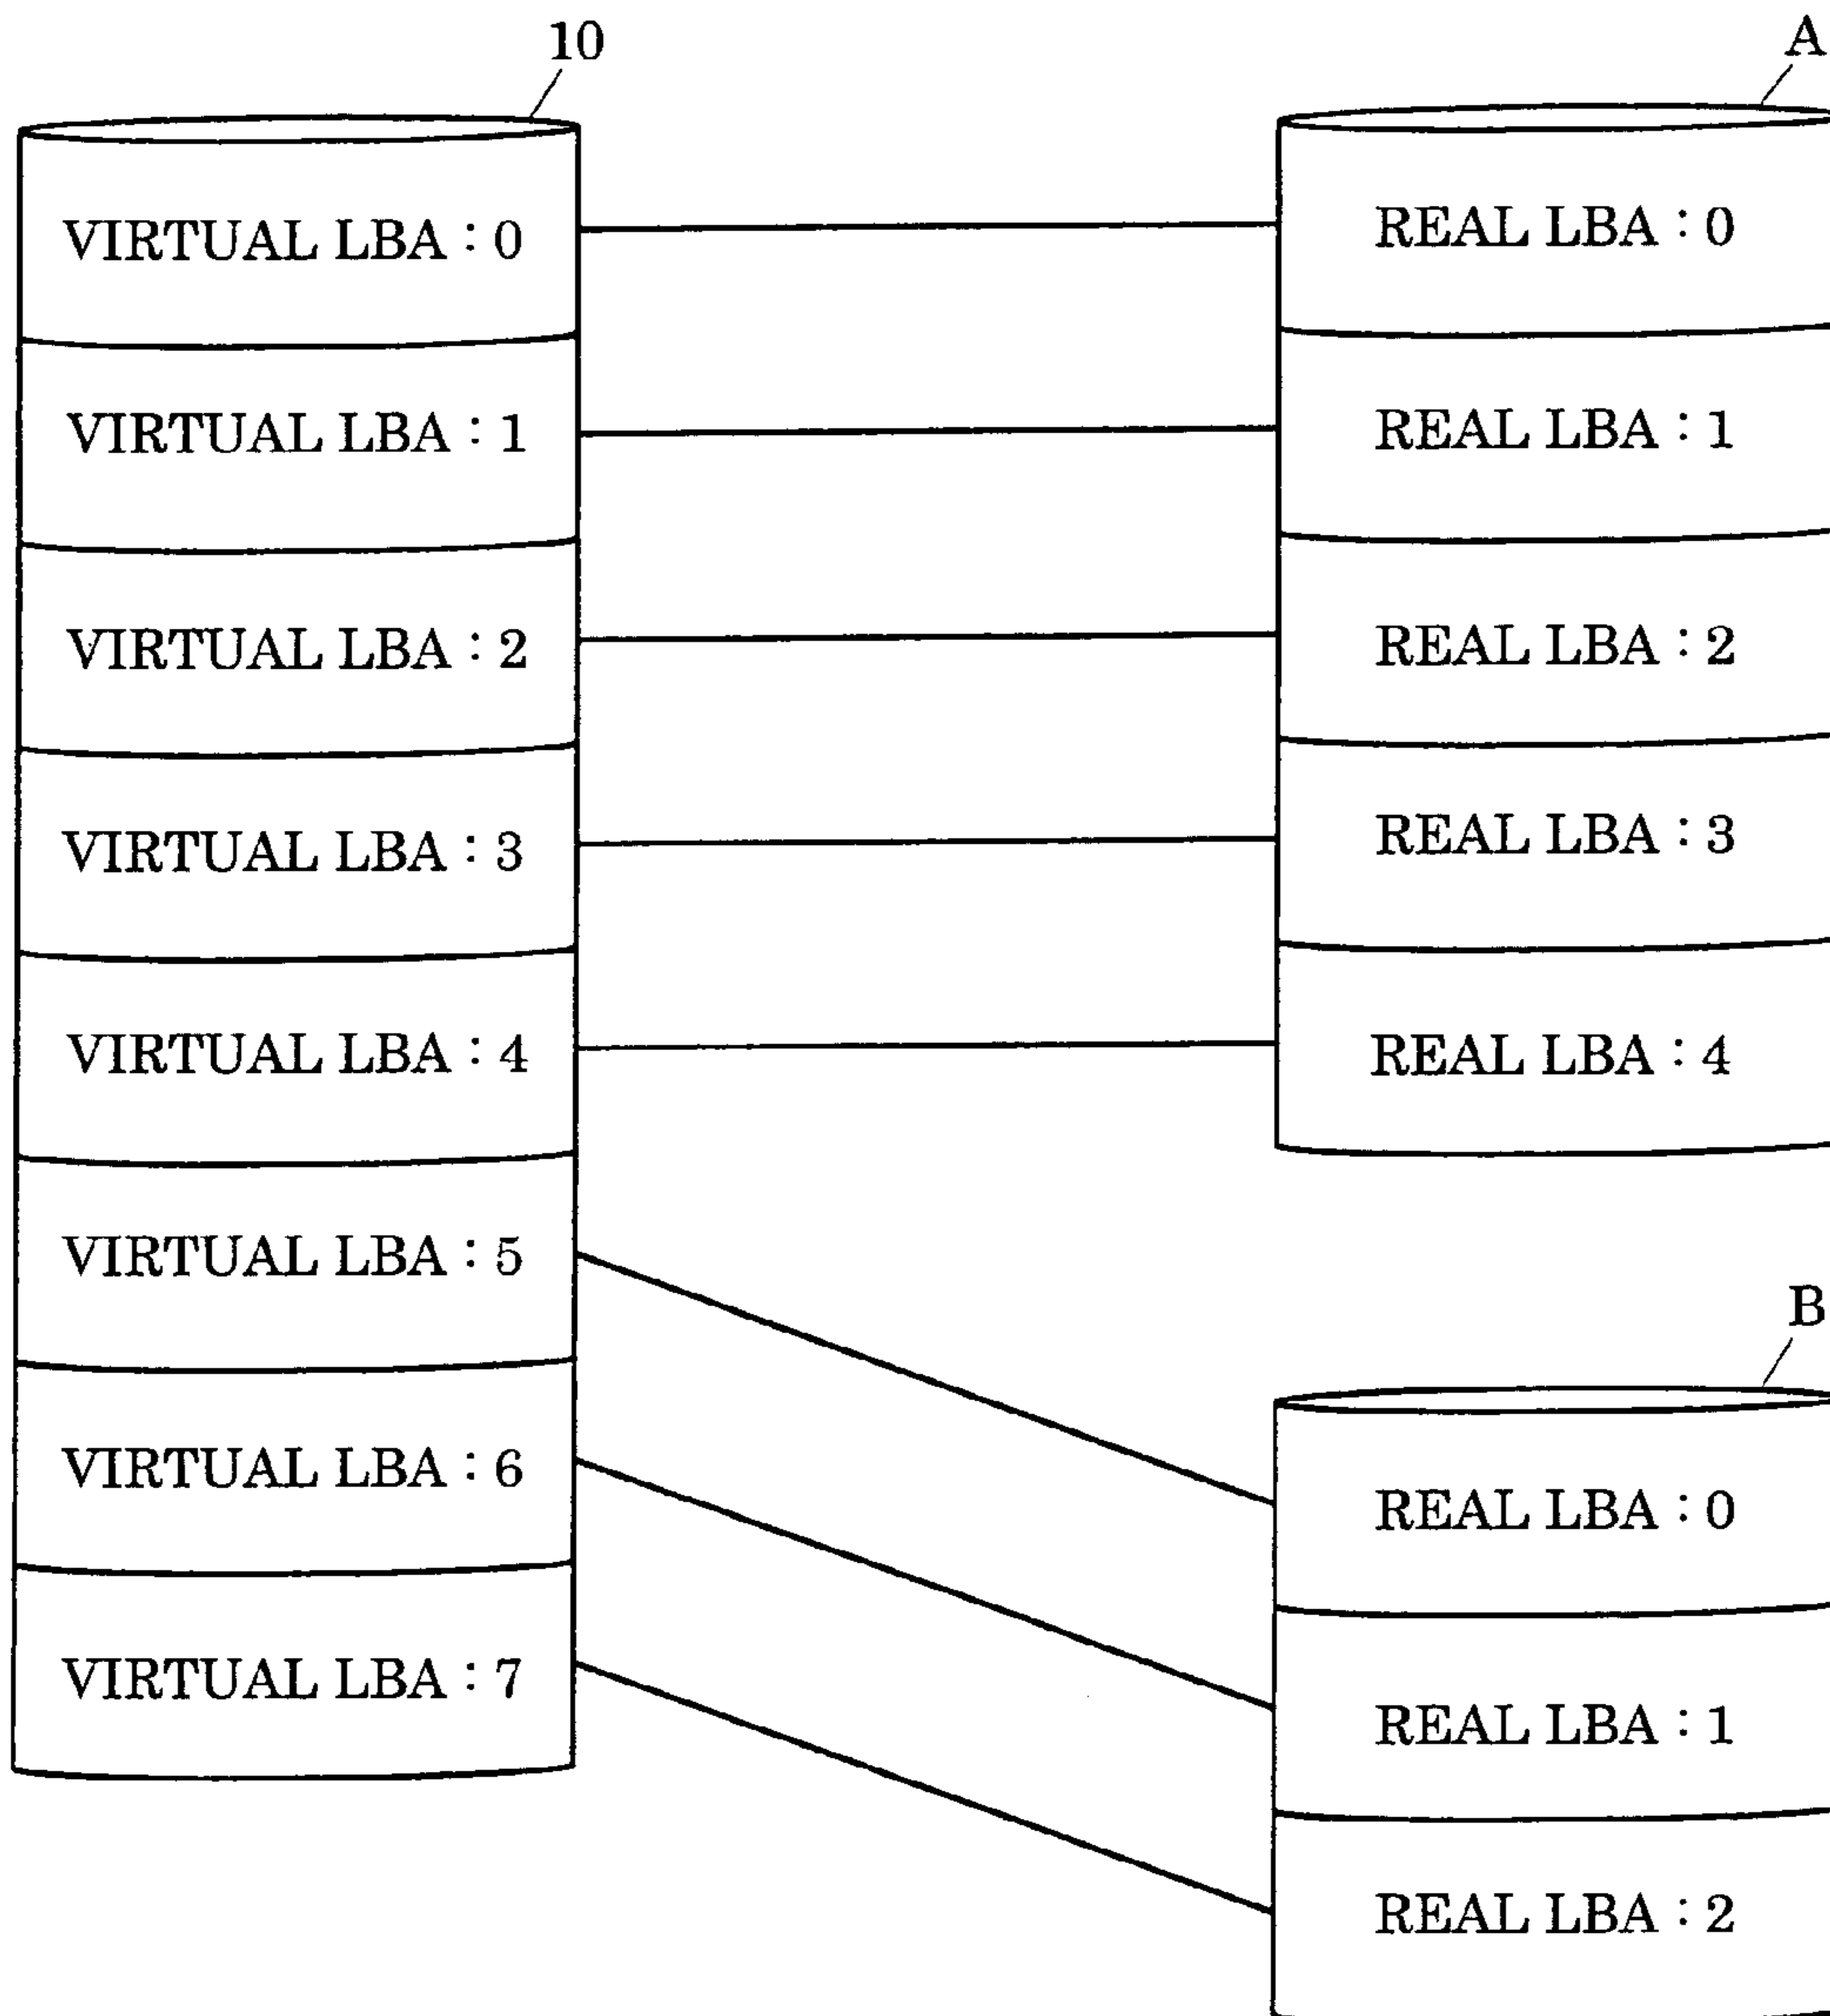 10
VIRTUAL LBA : 0
VIRTUAL LBA : 1
VIRTUAL LBA : 2
VIRTUAL LBA : 3
VIRTUAL LBA : 4
VIRTUAL LBA : 5
VIRTUAL LBA : 6
VIRTUAL LBA : 7
A
REAL LBA : 0
REAL LBA : 1
REAL LBA : 2
REAL LBA : 3
REAL LBA : 4
B
REAL LBA : 0
REAL LBA : 1
REAL LBA : 2